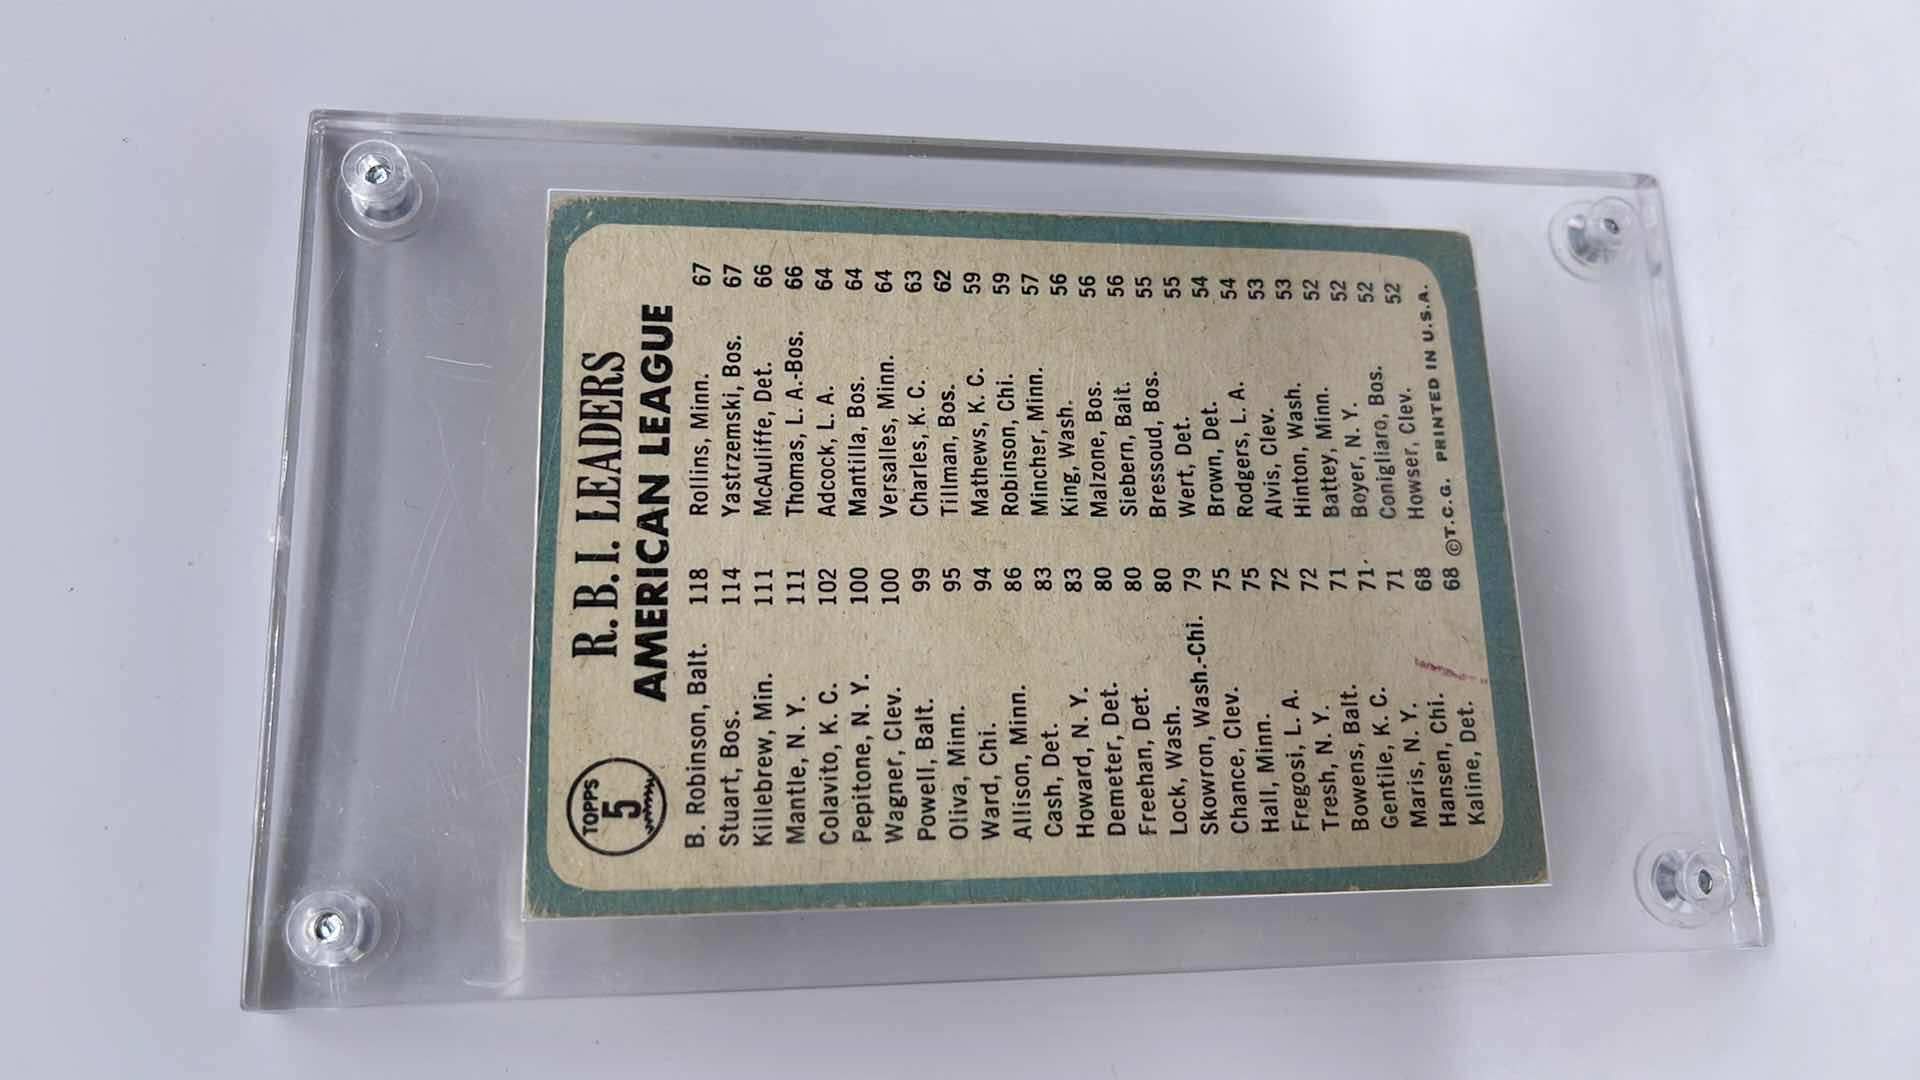 TOPPS
5
R. B. I. LEADERS
AMERICAN LEAGUE
B. Robinson, Balt. 118 Rollins, Minn. 67
Stuart, Bos. 114 Yastrzemski, Bos. 67
Killebrew, Min. 111 McAuliffe, Det. 66
Mantle, N. Y. 111 Thomas, L. A.-Bos. 66
Colavito, K. C. 102 Adcock, L. A. 64
Pepitone, N. Y. 100 Mantilla, Bos. 64
Wagner, Clev. 100 Versalles, Minn. 64
Powell, Balt. 99 Charles, K. C. 63
Oliva, Minn. 95 Tillman, Bos. 62
Ward, Chi. 94 Mathews, K. C. 59
Allison, Minn. 86 Robinson, Chi. 59
Cash, Det. 83 Mincher, Minn. 57
Howard, N. Y. 83 King, Wash. 56
Demeter, Det. 80 Malzone, Bos. 56
Freehan, Det. 80 Siebern, Balt. 56
Lock, Wash. 80 Bressoud, Bos. 55
Skowron, Wash.-Chi. 79 Wert, Det. 55
Chance, Clev. 75 Brown, Det. 54
Hall, Minn. 75 Rodgers, L. A. 54
Fregosi, L. A. 72 Alvis, Clev. 53
Tresh, N. Y. 72 Hinton, Wash. 53
Bowens, Balt. 71 Battey, Minn. 52
Gentile, K. C. 71 Boyer, N. Y. 52
Maris, N. Y. 71 Conigliaro, Bos. 52
Hansen, Chi. 68 Howser, Clev. 52
Kaline, Det. 68 ©T.C.G. PRINTED IN U.S.A.